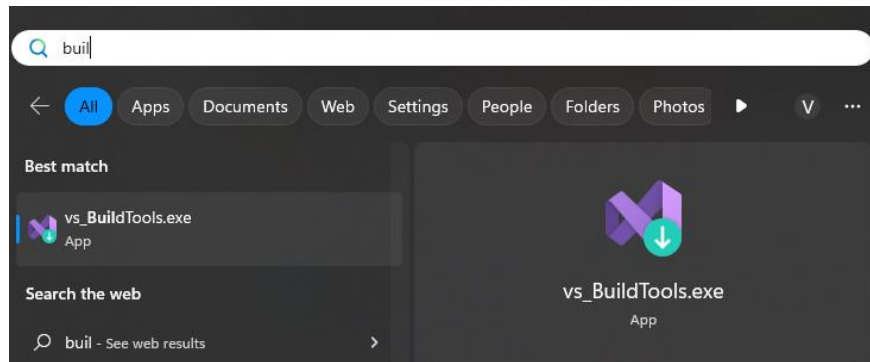 buil
All Apps Documents Web Settings People Folders Photos V ...
Best match
vs_BuildTools.exe
App
Search the web
buil - See web results
vs_BuildTools.exe
App